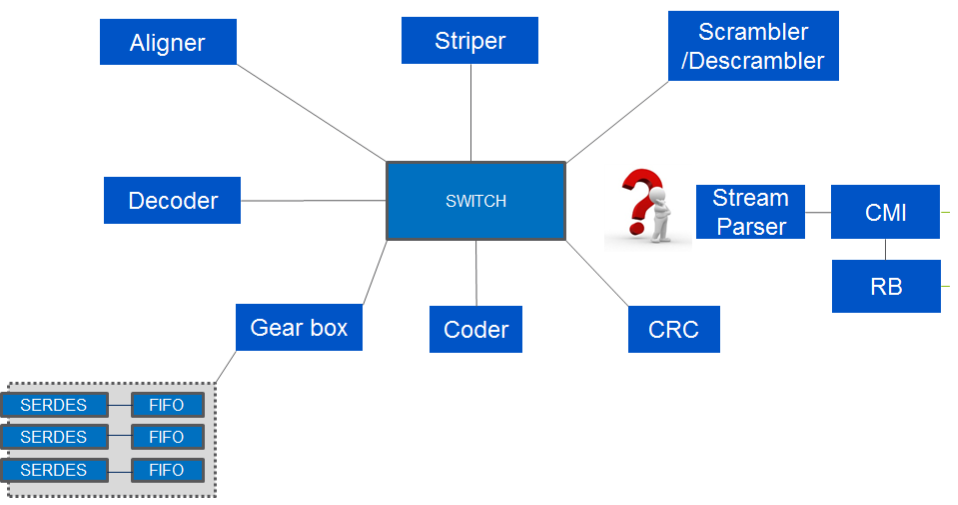 Aligner
Striper
Scrambler
/Descrambler
Decoder
SWITCH
Stream
Parser
CMI
RB
Gear box
Coder
CRC
SERDES
FIFO
SERDES
FIFO
SERDES
FIFO